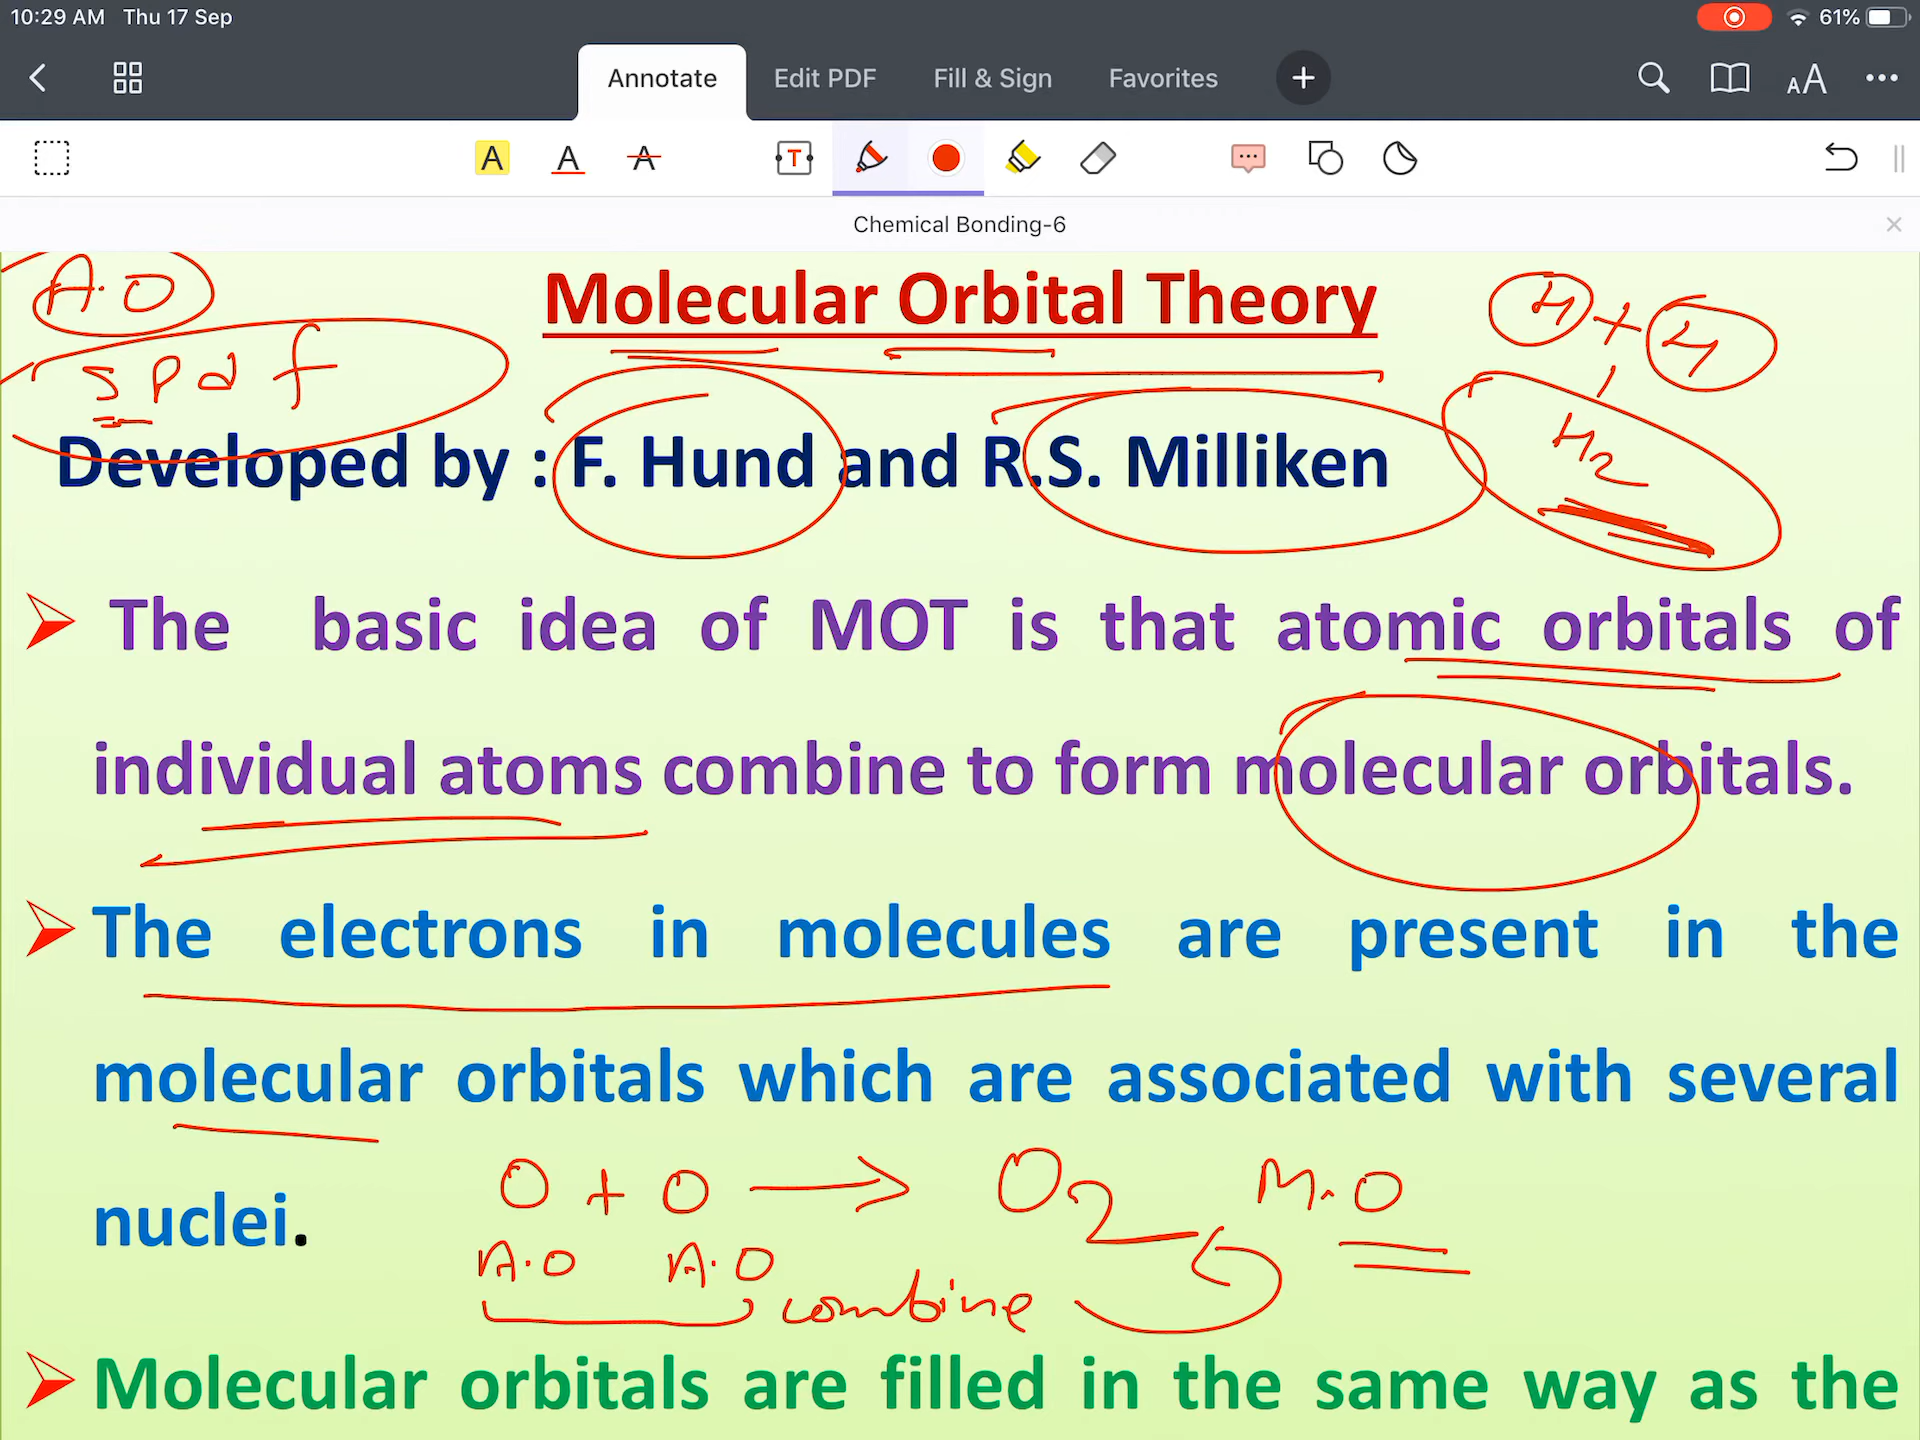 10:29 AM Thu 17 Sep 61%
Annotate Edit PDF Fill & Sign Favorites
AA
A A A T
Chemical Bonding-6
A.O
Molecular Orbital Theory
H + H
s p d f
H2
Developed by : F. Hund and R.S. Milliken
The basic idea of MOT is that atomic orbitals of
individual atoms combine to form molecular orbitals.
The electrons in molecules are present in the
molecular orbitals which are associated with several
nuclei.
O + O → O2 M.O
A.O A.O combine
Molecular orbitals are filled in the same way as the